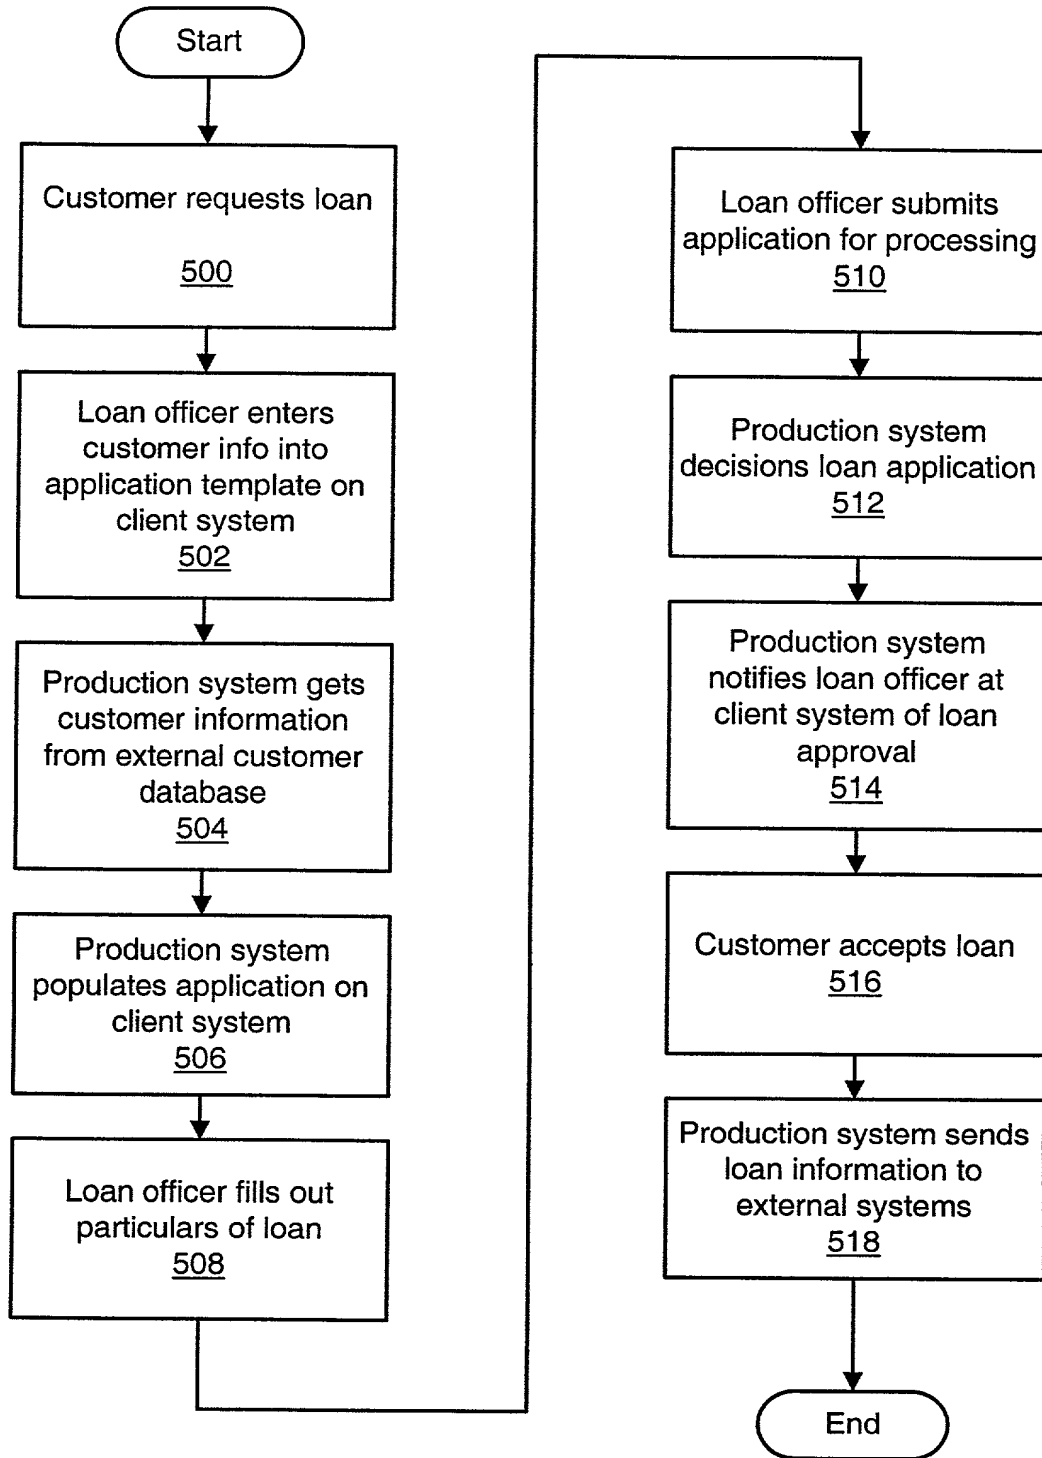 Start
Customer requests loan
500
Loan officer enters
customer info into
application template on
client system
502
Production system gets
customer information
from external customer
database
504
Production system
populates application on
client system
506
Loan officer fills out
particulars of loan
508
Loan officer submits
application for processing
510
Production system
decisions loan application
512
Production system
notifies loan officer at
client system of loan
approval
514
Customer accepts loan
516
Production system sends
loan information to
external systems
518
End